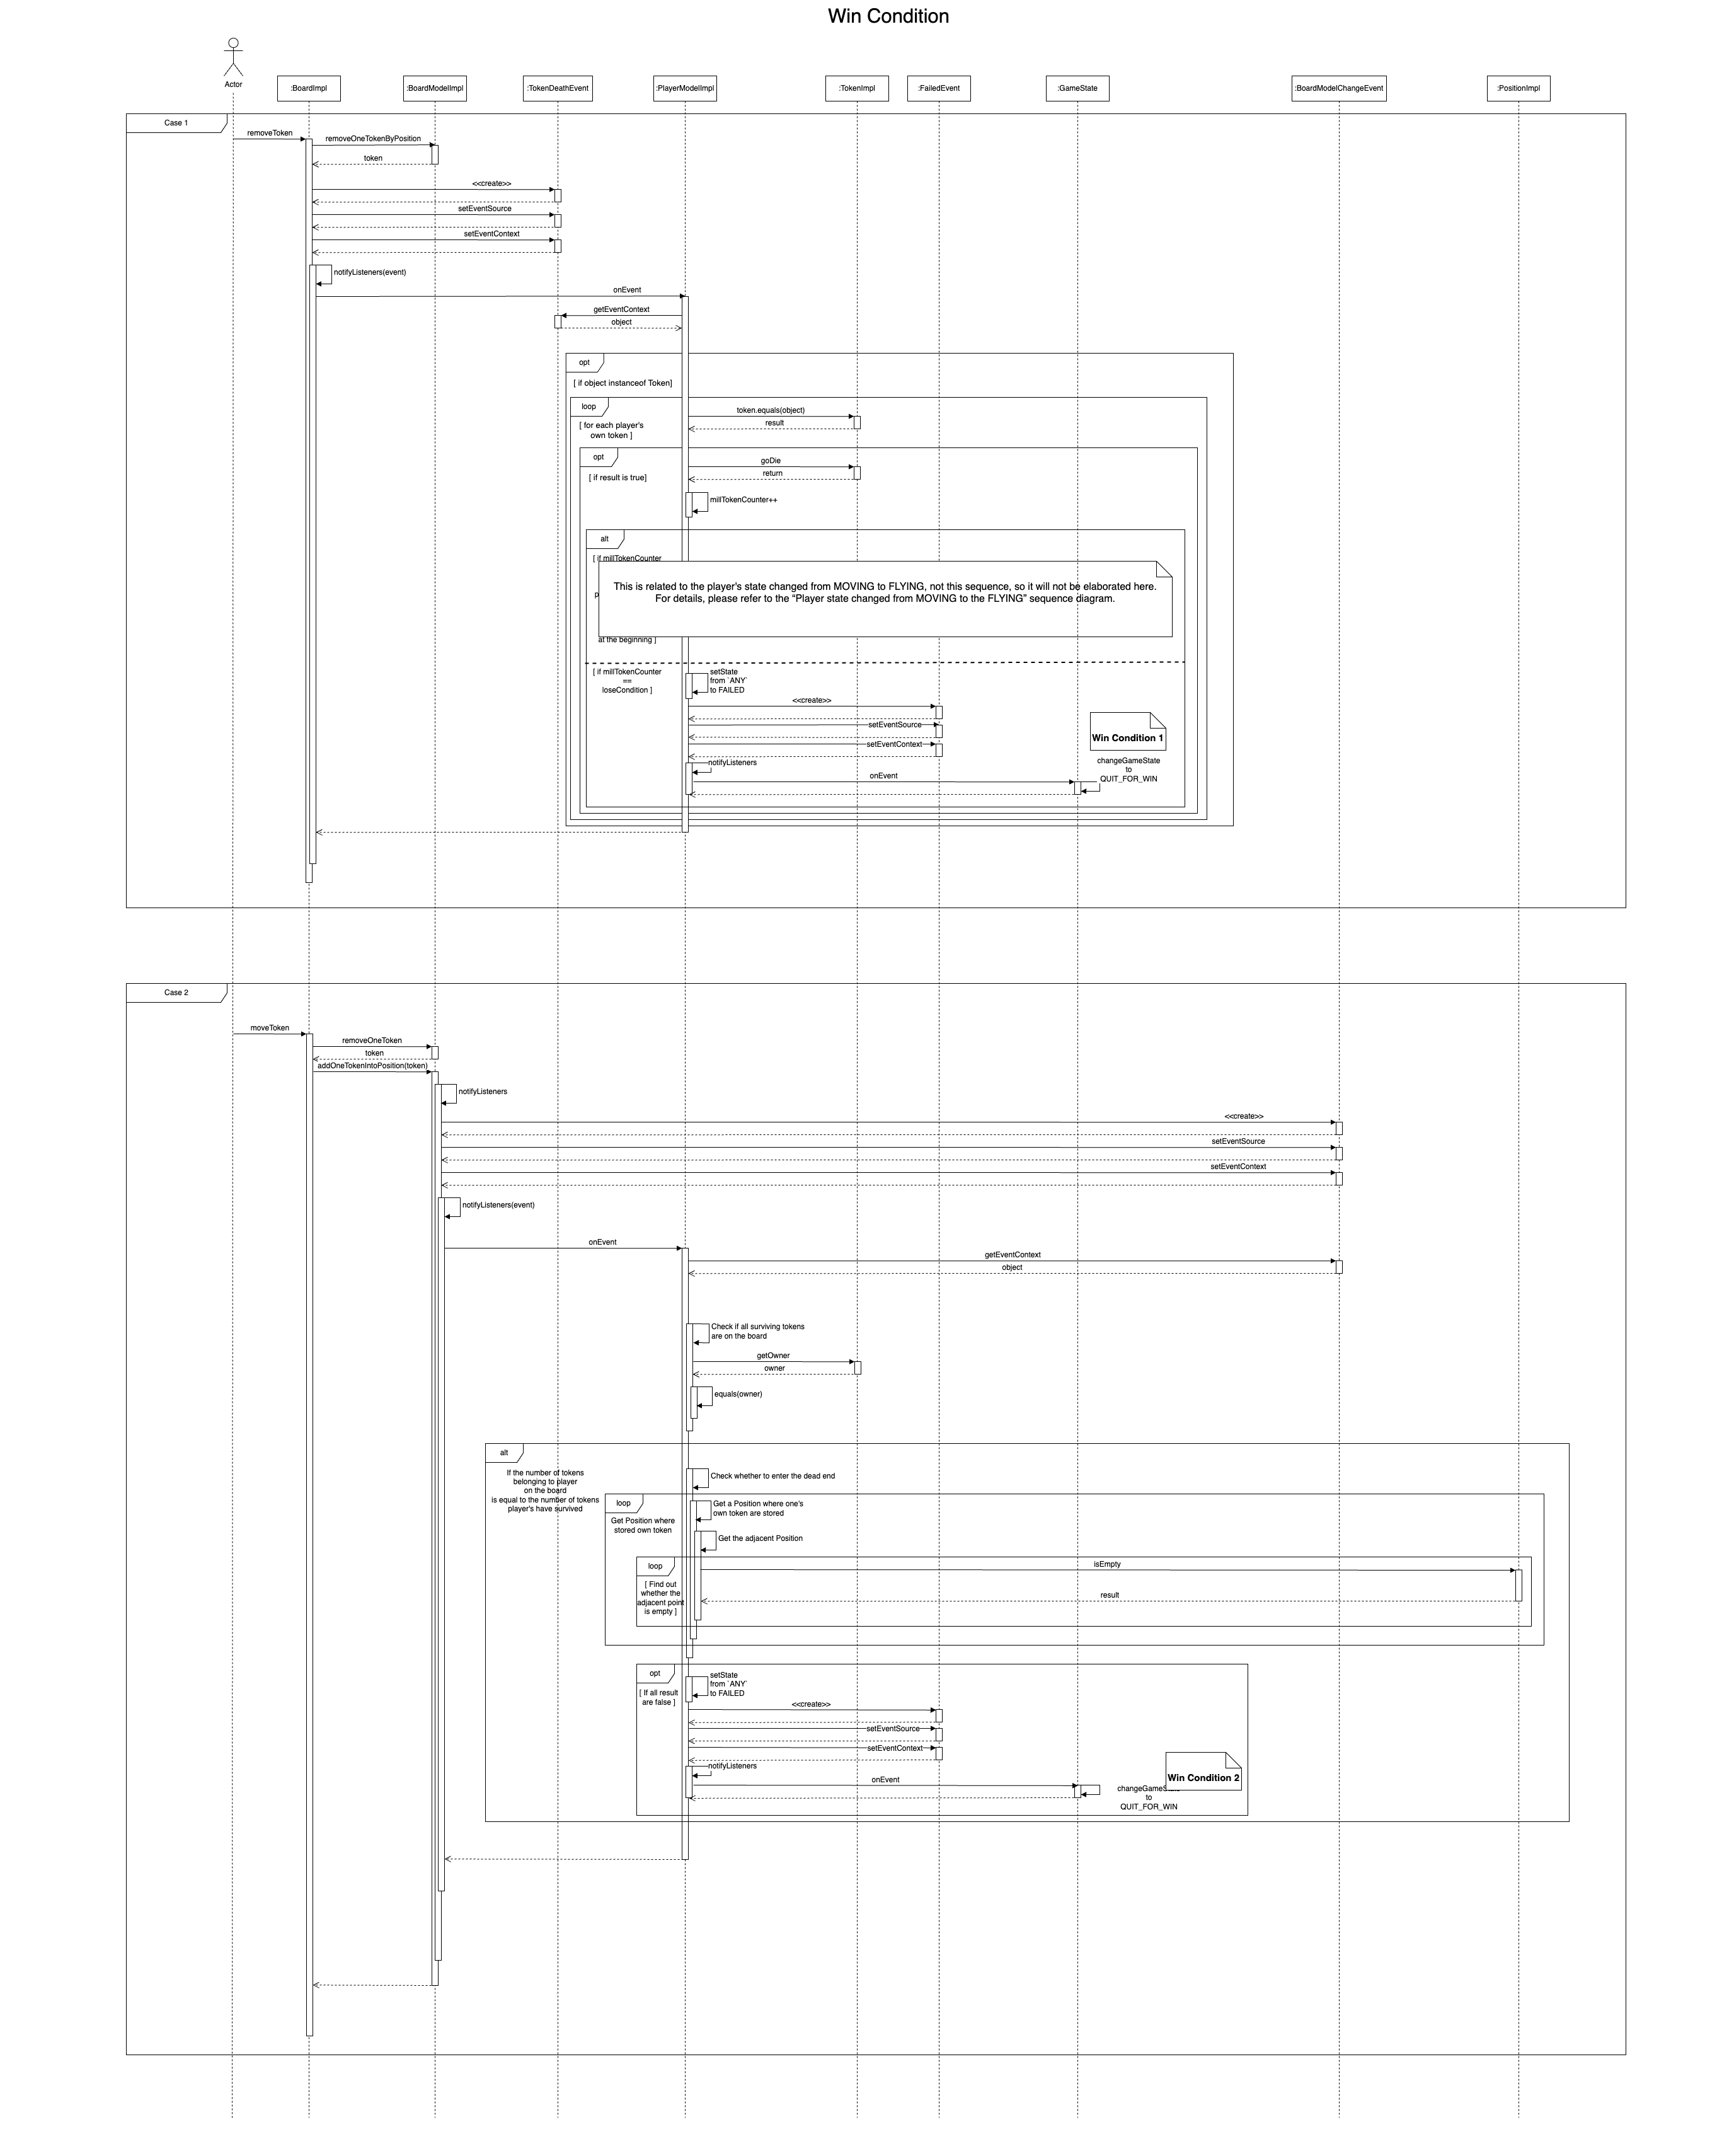 Win Condition
Actor
:BoardImpl
:BoardModelImpl
:TokenDeathEvent
:PlayerModelImpl
:TokenImpl
:FailedEvent
:GameState
:BoardModelChangeEvent
:PositionImpl
Case 1
removeToken
removeOneTokenByPosition
token
<<create>>
setEventSource
setEventContext
notifyListeners(event)
onEvent
getEventContext
object
opt
[ if object instanceof Token]
loop
[ for each player's
own token ]
token.equals(object)
result
opt
[ if result is true]
goDie
return
millTokenCounter++
alt
[ if millTokenCounter
This is related to the player's state changed from MOVING to FLYING, not this sequence, so it will not be elaborated here.
For details, please refer to the “Player state changed from MOVING to the FLYING” sequence diagram.
at the beginning ]
[ if millTokenCounter
==
loseCondition ]
setState
from `ANY`
to FAILED
<<create>>
setEventSource
setEventContext
notifyListeners
onEvent
Win Condition 1
changeGameState
to
QUIT_FOR_WIN
Case 2
moveToken
removeOneToken
token
addOneTokenIntoPosition(token)
notifyListeners
<<create>>
setEventSource
setEventContext
notifyListeners(event)
onEvent
getEventContext
object
Check if all surviving tokens
are on the board
getOwner
owner
equals(owner)
alt
If the number of tokens
belonging to player
on the board
is equal to the number of tokens
player's have survived
Check whether to enter the dead end
loop
Get Position where
stored own token
Get a Position where one's
own token are stored
Get the adjacent Position
loop
[ Find out
whether the
adjacent point
is empty ]
isEmpty
result
opt
[ If all result
are false ]
setState
from `ANY`
to FAILED
<<create>>
setEventSource
setEventContext
notifyListeners
onEvent
Win Condition 2
to
QUIT_FOR_WIN